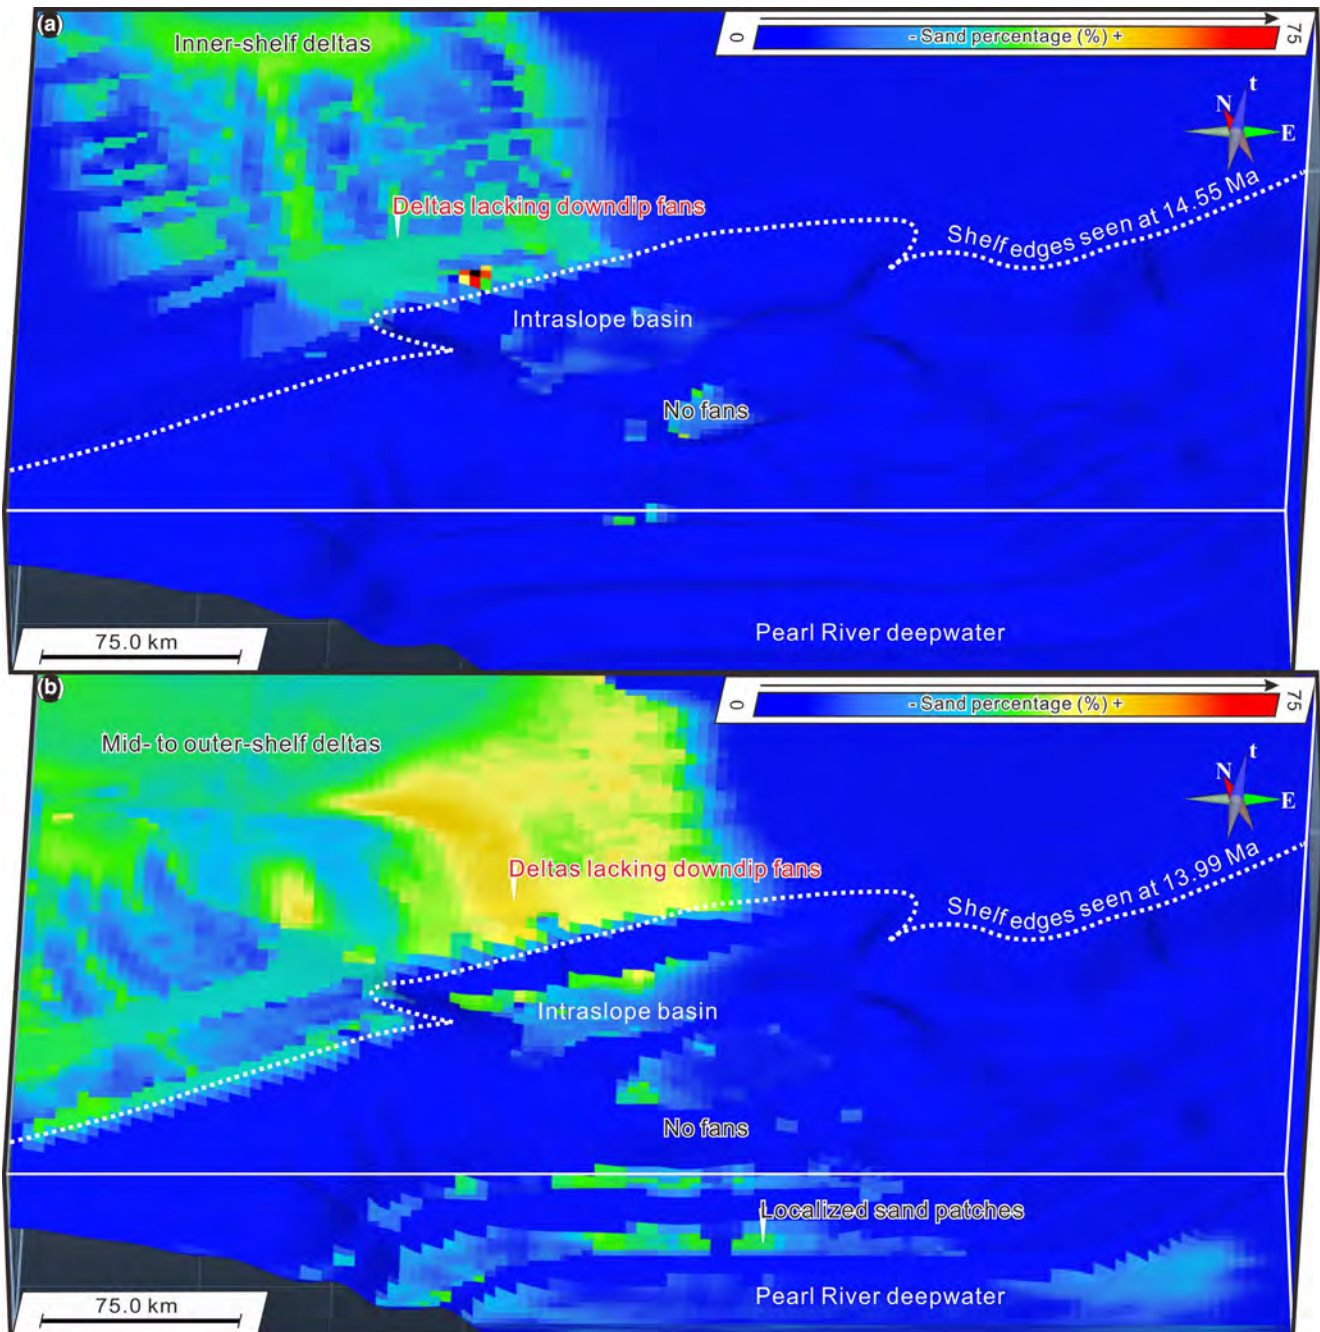 (a)
Inner-shelf deltas
0 - Sand percentage (%) + 75
t
N
E
Deltas lacking downdip fans
Shelf edges seen at 14.55 Ma
Intraslope basin
No fans
75.0 km
Pearl River deepwater
(b)
0 - Sand percentage (%) + 75
Mid- to outer-shelf deltas
t
N
E
Deltas lacking downdip fans
Shelf edges seen at 13.99 Ma
Intraslope basin
No fans
Localized sand patches
75.0 km
Pearl River deepwater